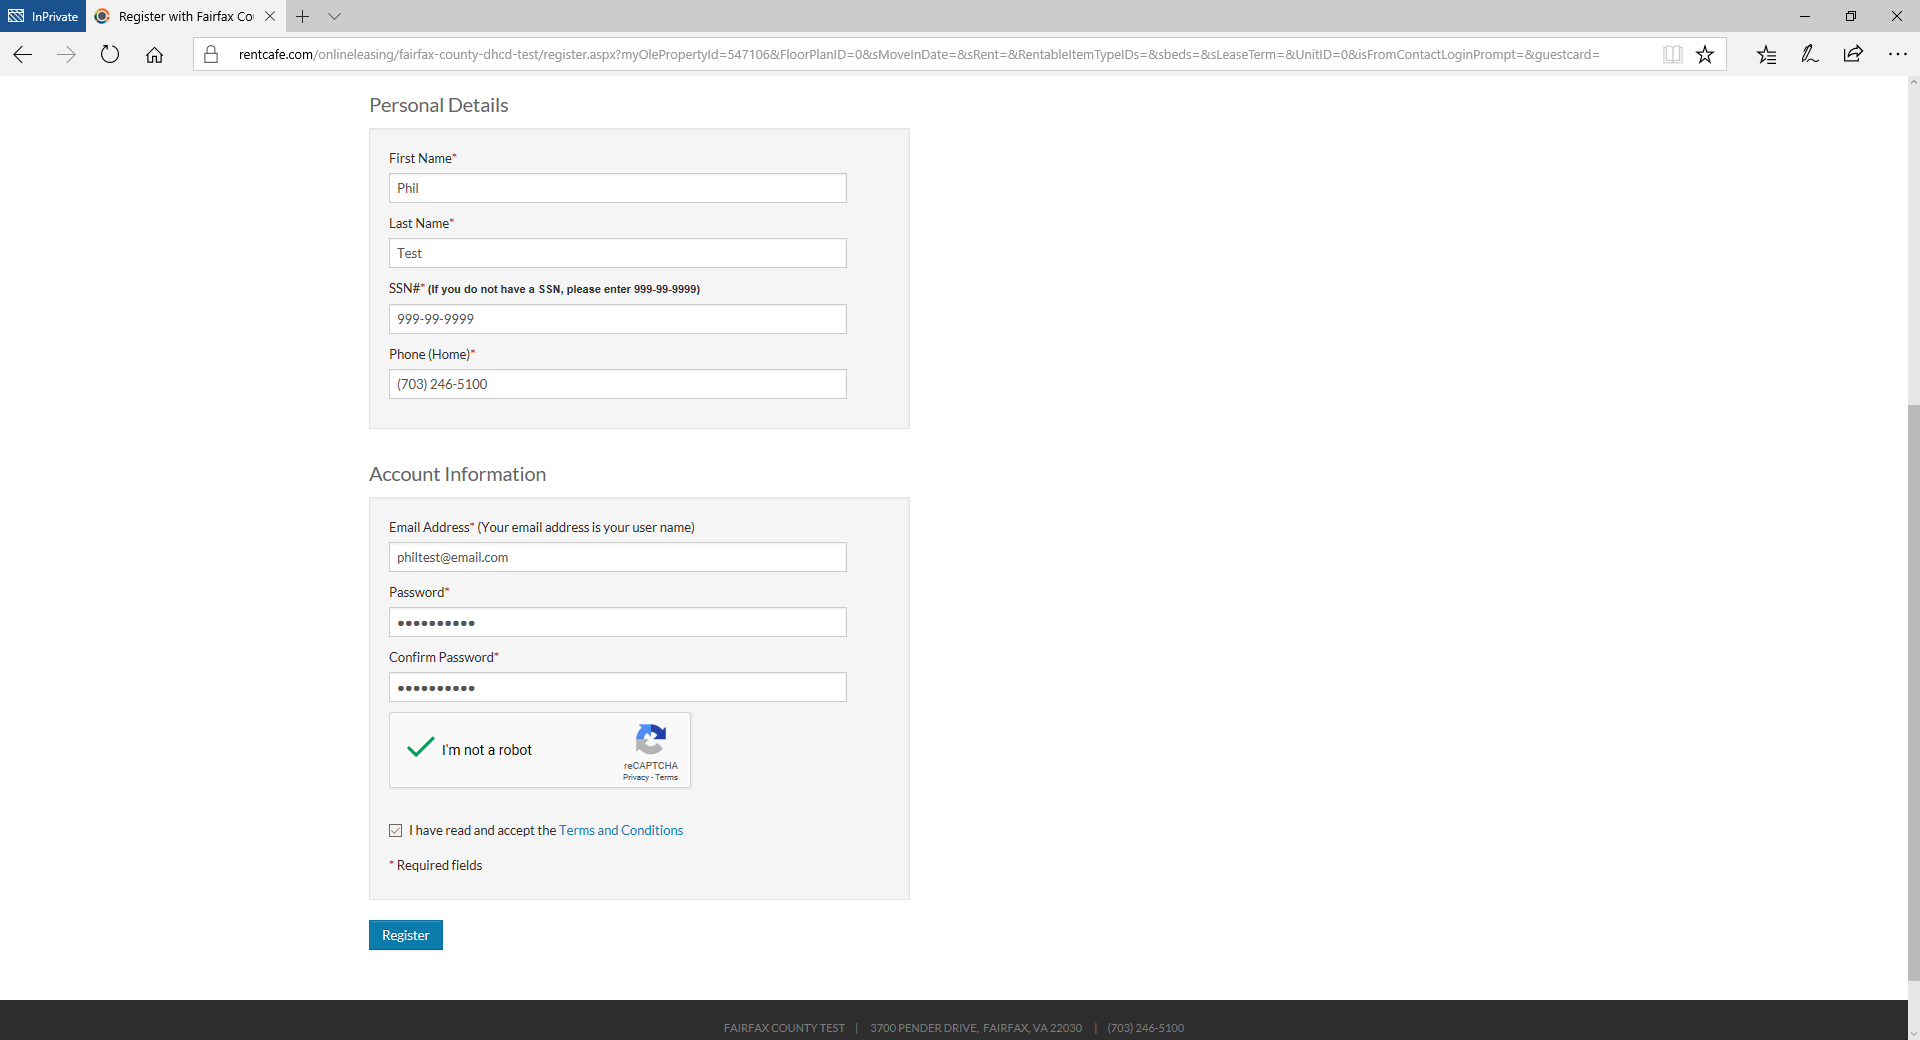 InPrivate
Register with Fairfax Co
rentcafe.com/onlineleasing/fairfax-county-dhcd-test/register.aspx?myOlePropertyId=547106&FloorPlanID=0&sMoveInDate=&sRent=&RentableItemTypeIDs=&sbeds=&sLeaseTerm=&UnitID=0&isFromContactLoginPrompt=&guestcard=
Personal Details
First Name*
Phil
Last Name*
Test
SSN#* (If you do not have a SSN, please enter 999-99-9999)
999-99-9999
Phone (Home)*
(703) 246-5100
Account Information
Email Address* (Your email address is your user name)
philtest@email.com
Password*
••••••••••
Confirm Password*
••••••••••
I'm not a robot
reCAPTCHA
Privacy - Terms
I have read and accept the Terms and Conditions
* Required fields
Register
FAIRFAX COUNTY TEST | 3700 PENDER DRIVE, FAIRFAX, VA 22030 | (703) 246-5100